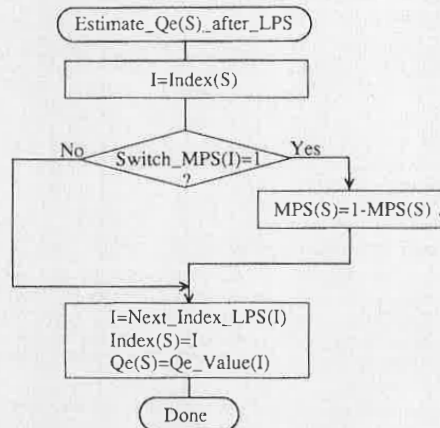 Estimate_Qe(S)_after_LPS
I=Index(S)
No
Switch_MPS(I)=1
Yes
?
MPS(S)=1-MPS(S)
I=Next_Index_LPS(I)
Index(S)=I
Qe(S)=Qe_Value(I)
Done